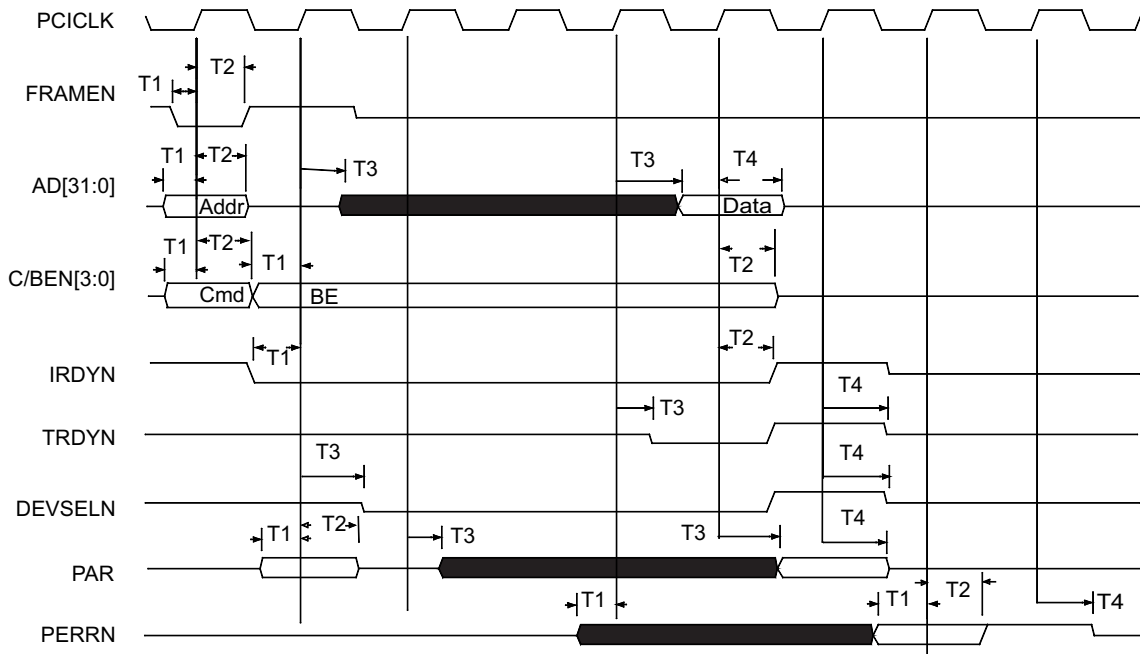 PCICLK
T1 T2
FRAMEN
T1 T2 T3 T3 T4
AD[31:0]
Addr Data
T1 T2 T1 T2
C/BEN[3:0]
Cmd BE
T1 T2
IRDYN
T3 T4
TRDYN
T3 T4
DEVSELN
T1 T2 T3 T3 T4
PAR
T1 T1 T2 T4
PERRN